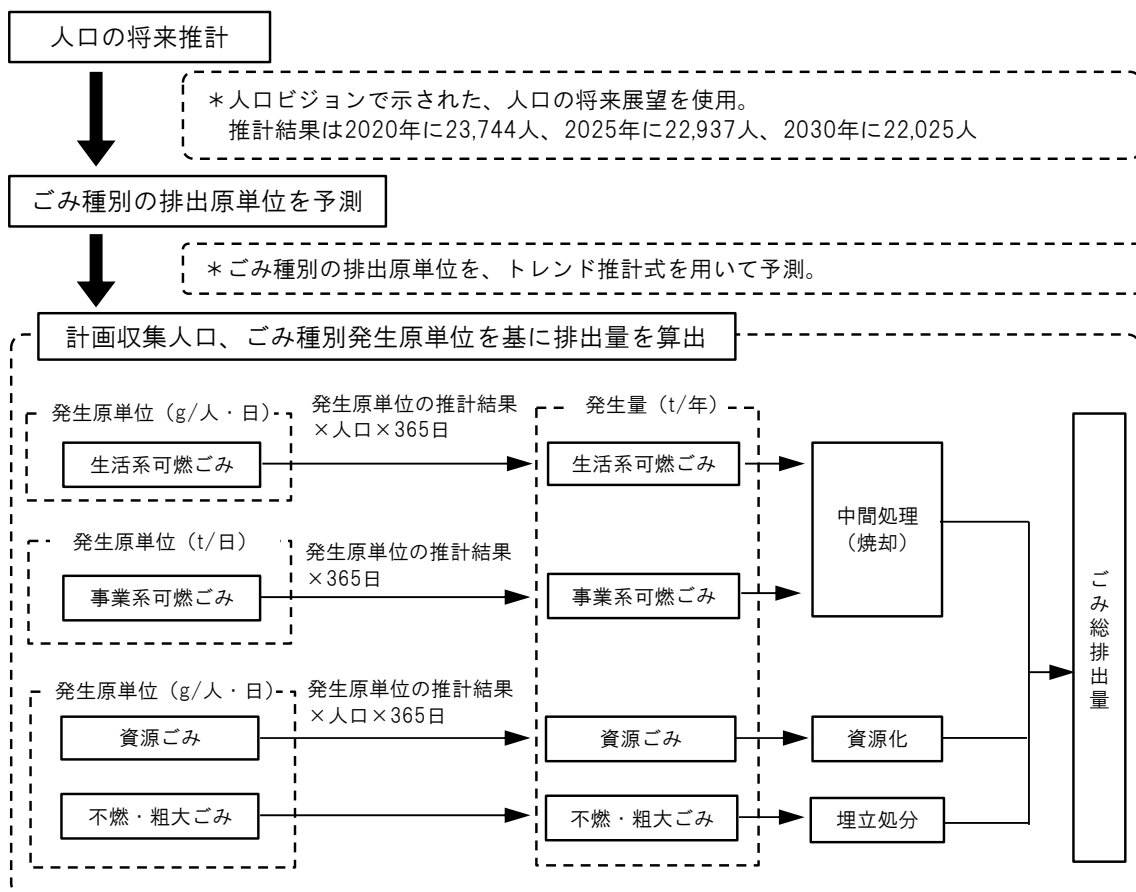 人口の将来推計
＊人口ビジョンで示された、人口の将来展望を使用。
推計結果は2020年に23,744人、2025年に22,937人、2030年に22,025人
ごみ種別の排出原単位を予測
＊ごみ種別の排出原単位を、トレンド推計式を用いて予測。
計画収集人口、ごみ種別発生原単位を基に排出量を算出
発生原単位（g/人・日）
発生原単位の推計結果
×人口×365日
発生量（t/年）
生活系可燃ごみ
生活系可燃ごみ
中間処理
（焼却）
発生原単位（t/日）
発生原単位の推計結果
×365日
事業系可燃ごみ
事業系可燃ごみ
発生原単位（g/人・日）
発生原単位の推計結果
×人口×365日
資源ごみ
資源ごみ
資源化
不燃・粗大ごみ
不燃・粗大ごみ
埋立処分
ごみ総排出量